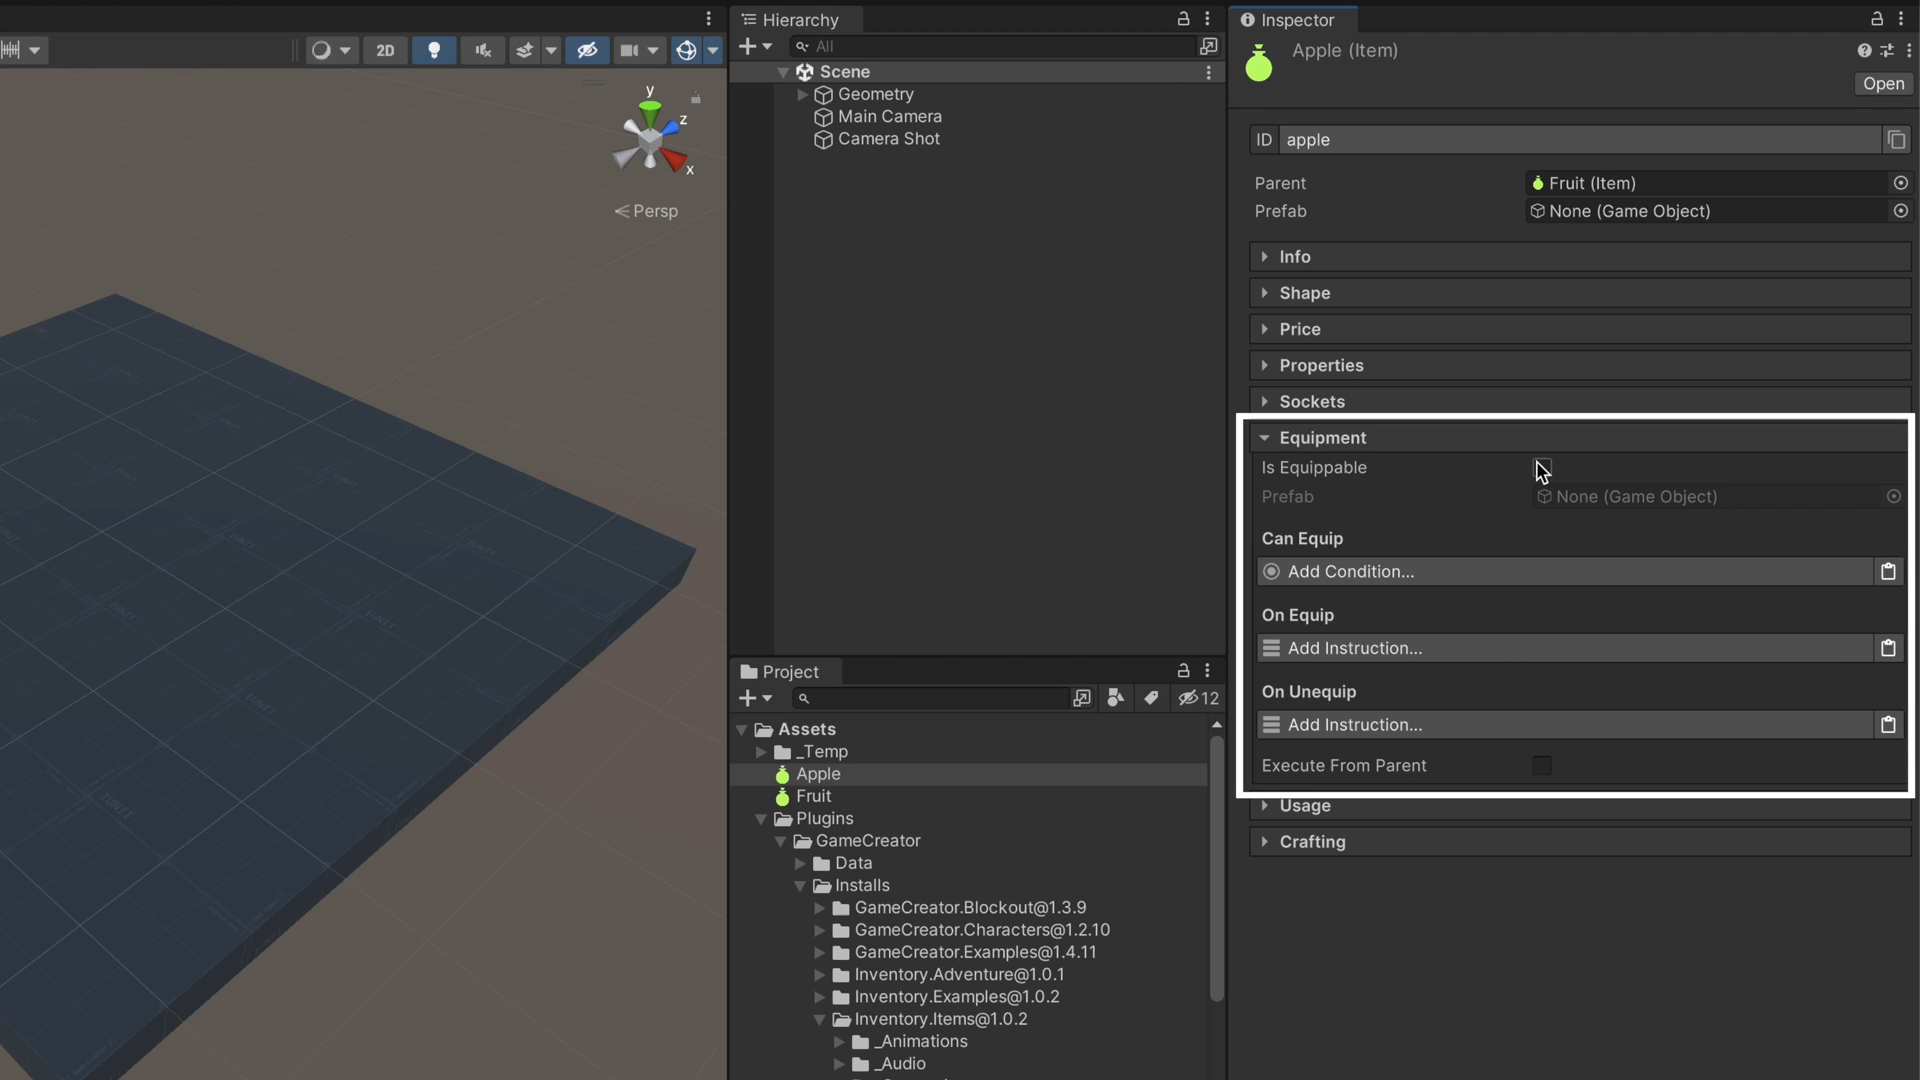 Hierarchy
Inspector
2D
All
Apple (Item)
Open
Scene
Geometry
Main Camera
Camera Shot
y
z
x
Persp
ID
apple
Parent
Fruit (Item)
Prefab
None (Game Object)
Info
Shape
Price
Properties
Sockets
Equipment
Is Equippable
Prefab
None (Game Object)
Can Equip
Add Condition...
On Equip
Add Instruction...
On Unequip
Add Instruction...
Execute From Parent
Usage
Crafting
Project
12
Assets
_Temp
Apple
Fruit
Plugins
GameCreator
Data
Installs
GameCreator.Blockout@1.3.9
GameCreator.Characters@1.2.10
GameCreator.Examples@1.4.11
Inventory.Adventure@1.0.1
Inventory.Examples@1.0.2
Inventory.Items@1.0.2
_Animations
_Audio
1UNIT
1UNIT
1UNIT